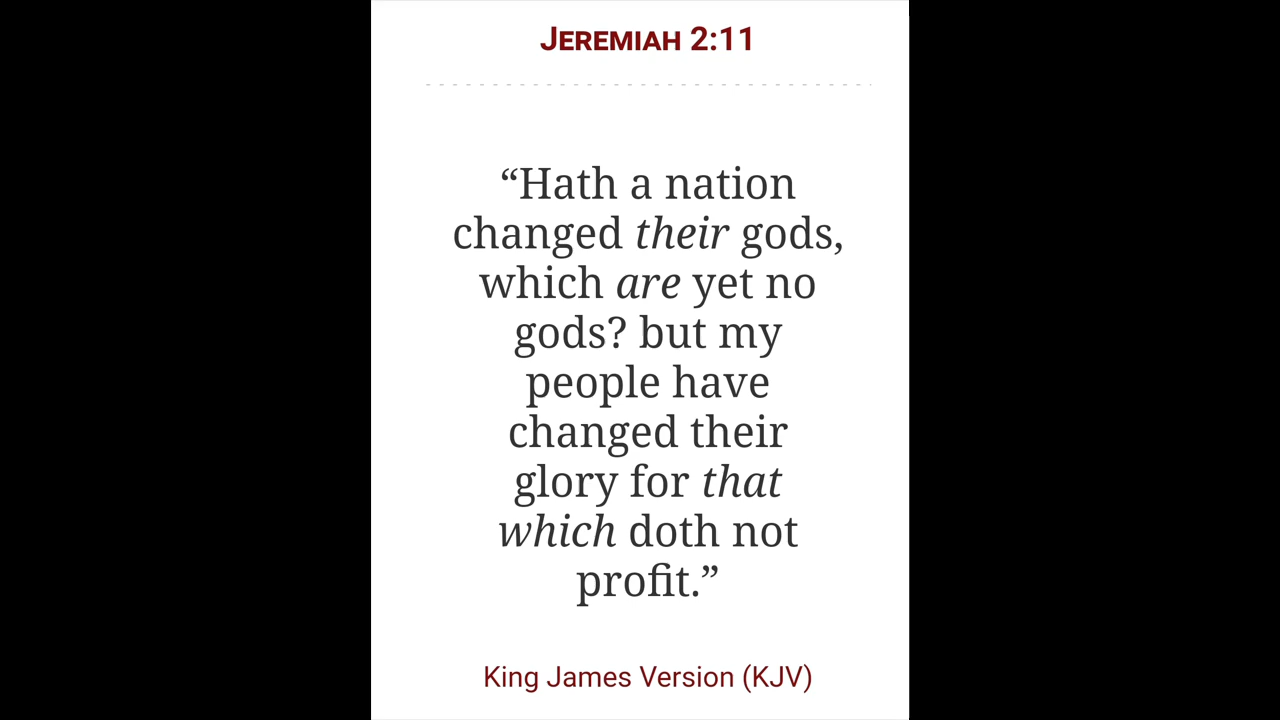 Jeremiah 2:11
“Hath a nation
changed their gods,
which are yet no
gods? but my
people have
changed their
glory for that
which doth not
profit.”
King James Version (KJV)